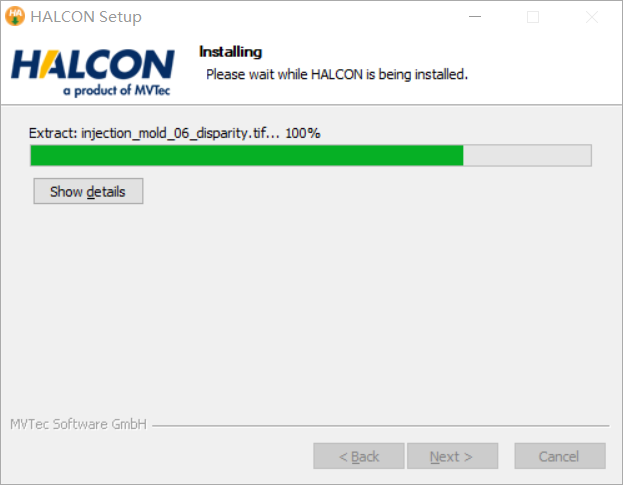 HA HALCON Setup
HALCON
a product of MVTec
Installing
Please wait while HALCON is being installed.
Extract: injection_mold_06_disparity.tif... 100%
Show details
MVTec Software GmbH
< Back
Next >
Cancel